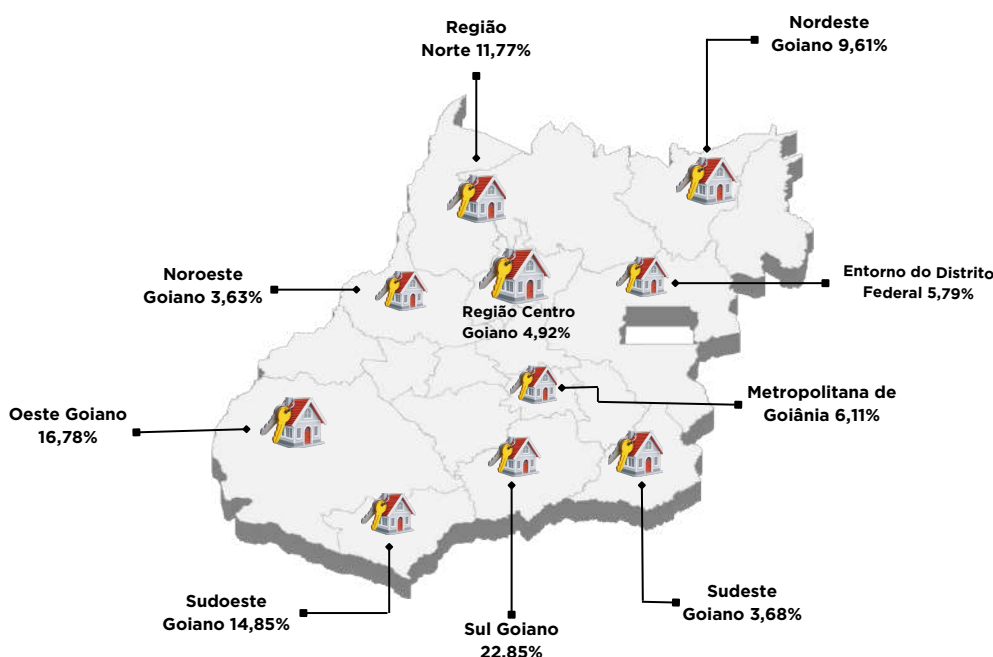 Nordeste
Goiano 9,61%
Região
Norte 11,77%
Noroeste
Goiano 3,63%
Entorno do Distrito
Federal 5,79%
Região Centro
Goiano 4,92%
Metropolitana de
Goiânia 6,11%
Oeste Goiano
16,78%
Sudoeste
Goiano 14,85%
Sul Goiano
22,85%
Sudeste
Goiano 3,68%